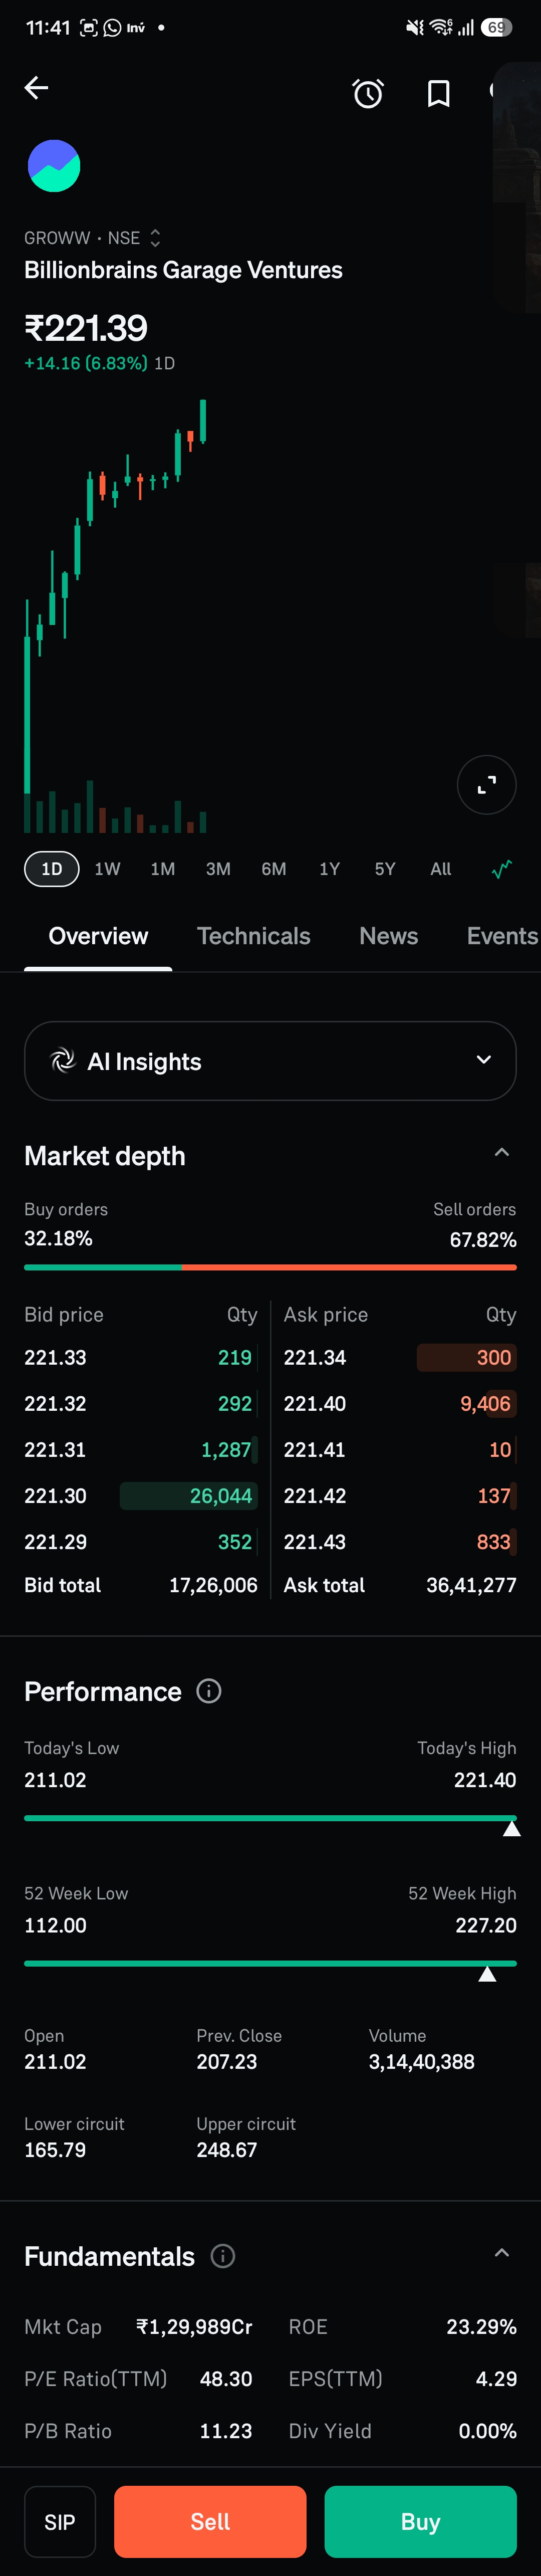 11:41 Inv 6 69
GROWW • NSE
Billionbrains Garage Ventures
₹221.39
+14.16 (6.83%) 1D
1D 1W 1M 3M 6M 1Y 5Y All
Overview Technicals News Events
AI Insights
Market depth
Buy orders Sell orders
32.18% 67.82%
Bid price Qty Ask price Qty
221.33 219 221.34 300
221.32 292 221.40 9,406
221.31 1,287 221.41 10
221.30 26,044 221.42 137
221.29 352 221.43 833
Bid total 17,26,006 Ask total 36,41,277
Performance
Today's Low Today's High
211.02 221.40
52 Week Low 52 Week High
112.00 227.20
Open Prev. Close Volume
211.02 207.23 3,14,40,388
Lower circuit Upper circuit
165.79 248.67
Fundamentals
Mkt Cap ₹1,29,989Cr ROE 23.29%
P/E Ratio(TTM) 48.30 EPS(TTM) 4.29
P/B Ratio 11.23 Div Yield 0.00%
SIP Sell Buy